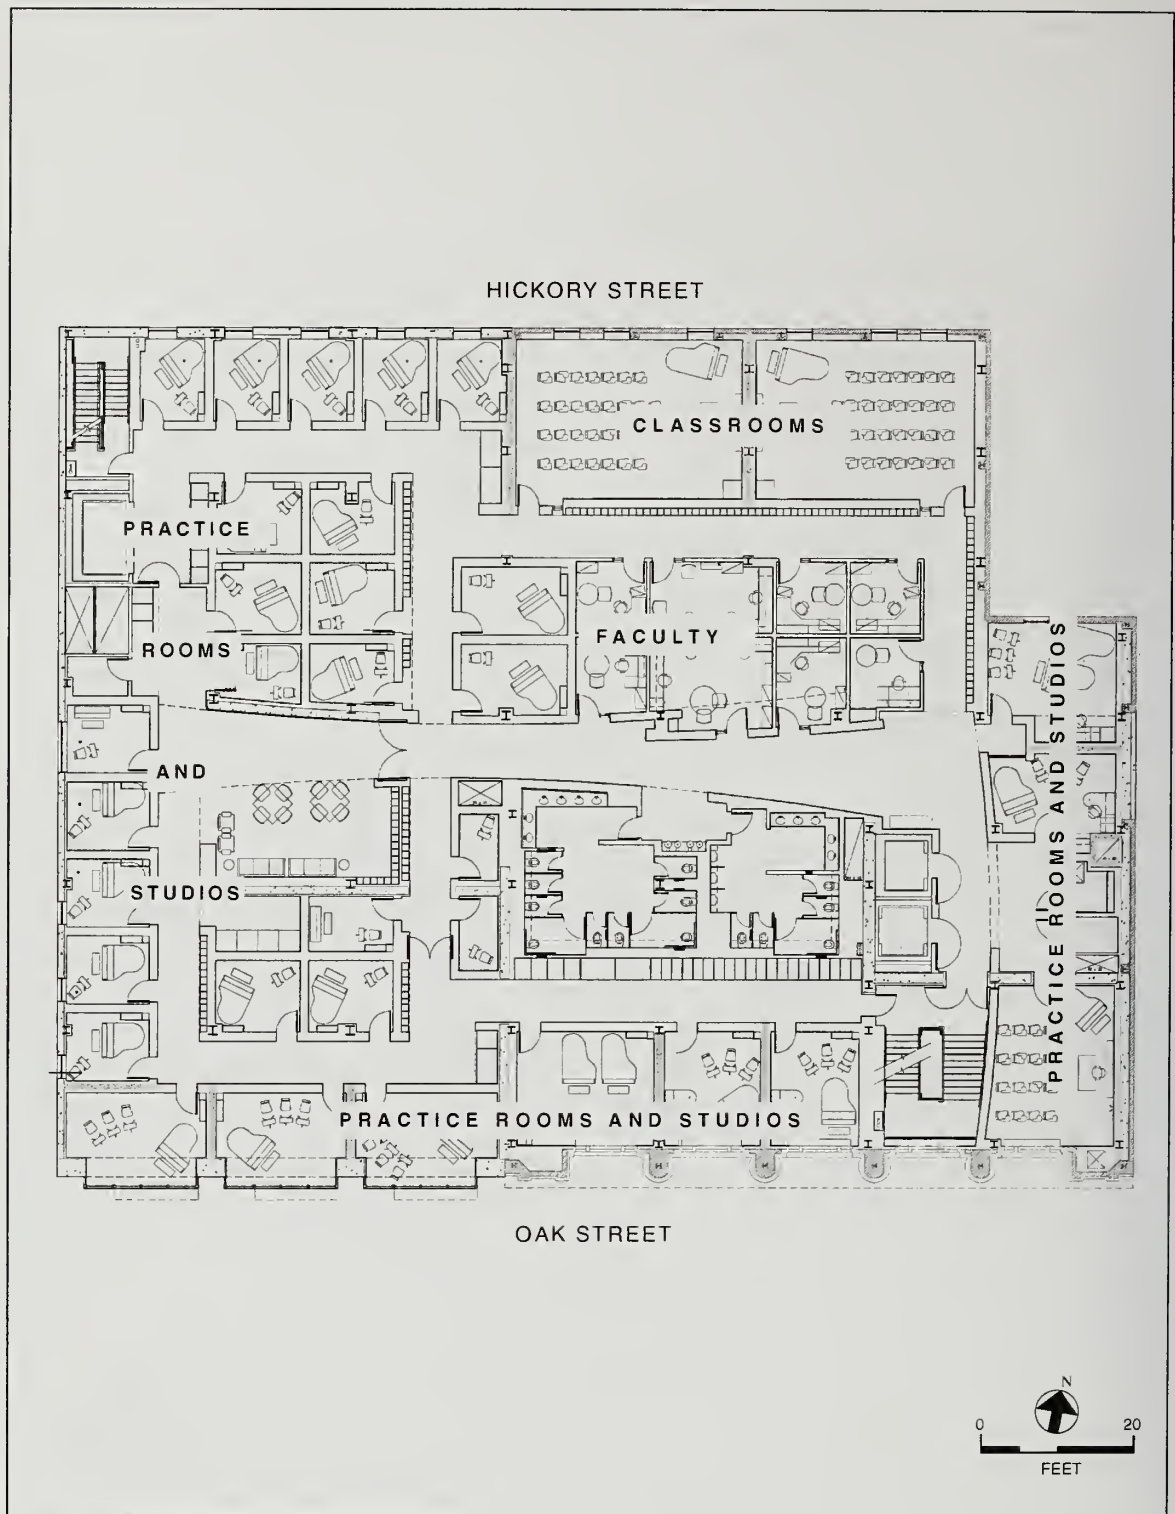 HICKORY STREET
CLASSROOMS
PRACTICE
ROOMS
FACULTY
AND
STUDIOS
PRACTICE ROOMS AND STUDIOS
PRACTICE ROOMS AND STUDIOS
OAK STREET
N
0 20
FEET